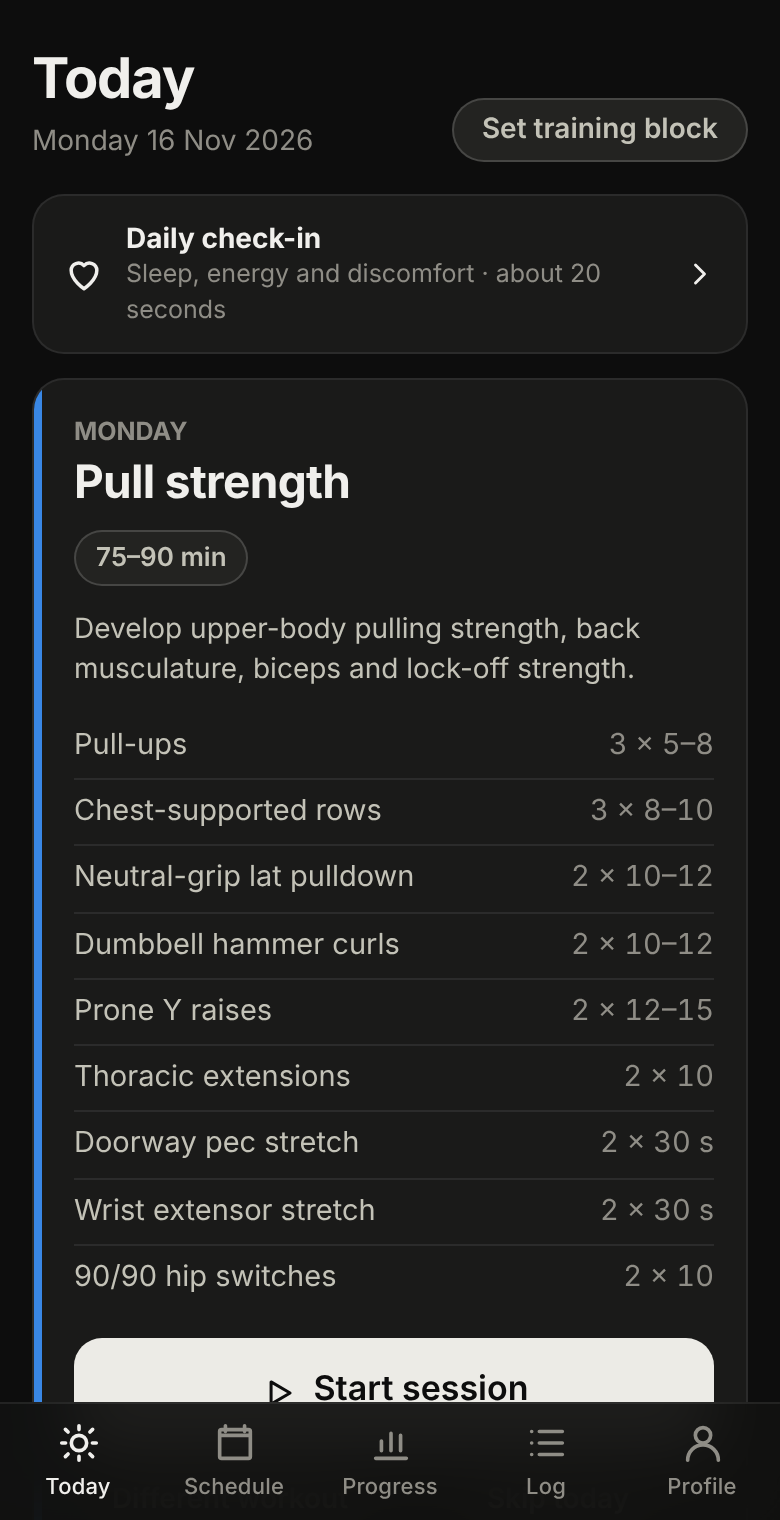 Today
Monday 16 Nov 2026
Set training block
Daily check-in
Sleep, energy and discomfort · about 20
seconds
MONDAY
Pull strength
75–90 min
Develop upper-body pulling strength, back
musculature, biceps and lock-off strength.
Pull-ups 3 × 5–8
Chest-supported rows 3 × 8–10
Neutral-grip lat pulldown 2 × 10–12
Dumbbell hammer curls 2 × 10–12
Prone Y raises 2 × 12–15
Thoracic extensions 2 × 10
Doorway pec stretch 2 × 30 s
Wrist extensor stretch 2 × 30 s
90/90 hip switches 2 × 10
Start session
Today Schedule Progress Log Profile
Different workout Skip today